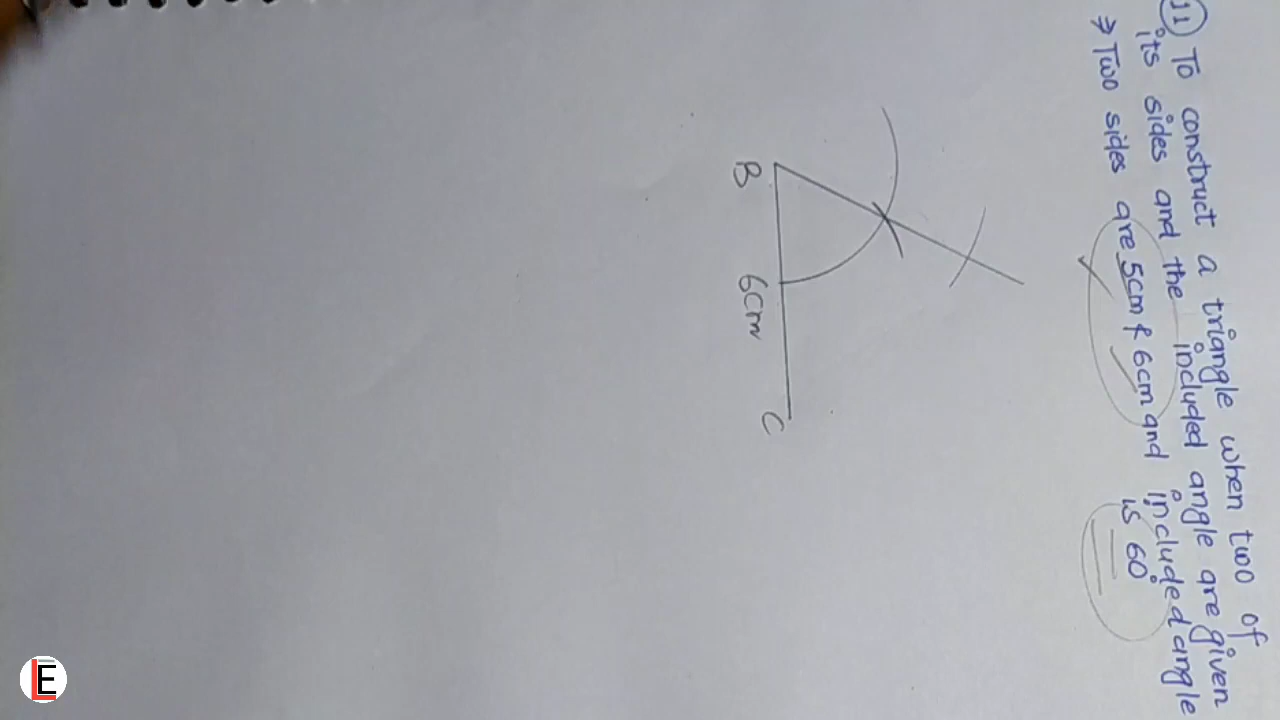 11 To construct a triangle when two of
its sides and the included angle are given
⇒ Two sides are 5cm & 6cm and included angle
is 60°
B 6cm C
LE